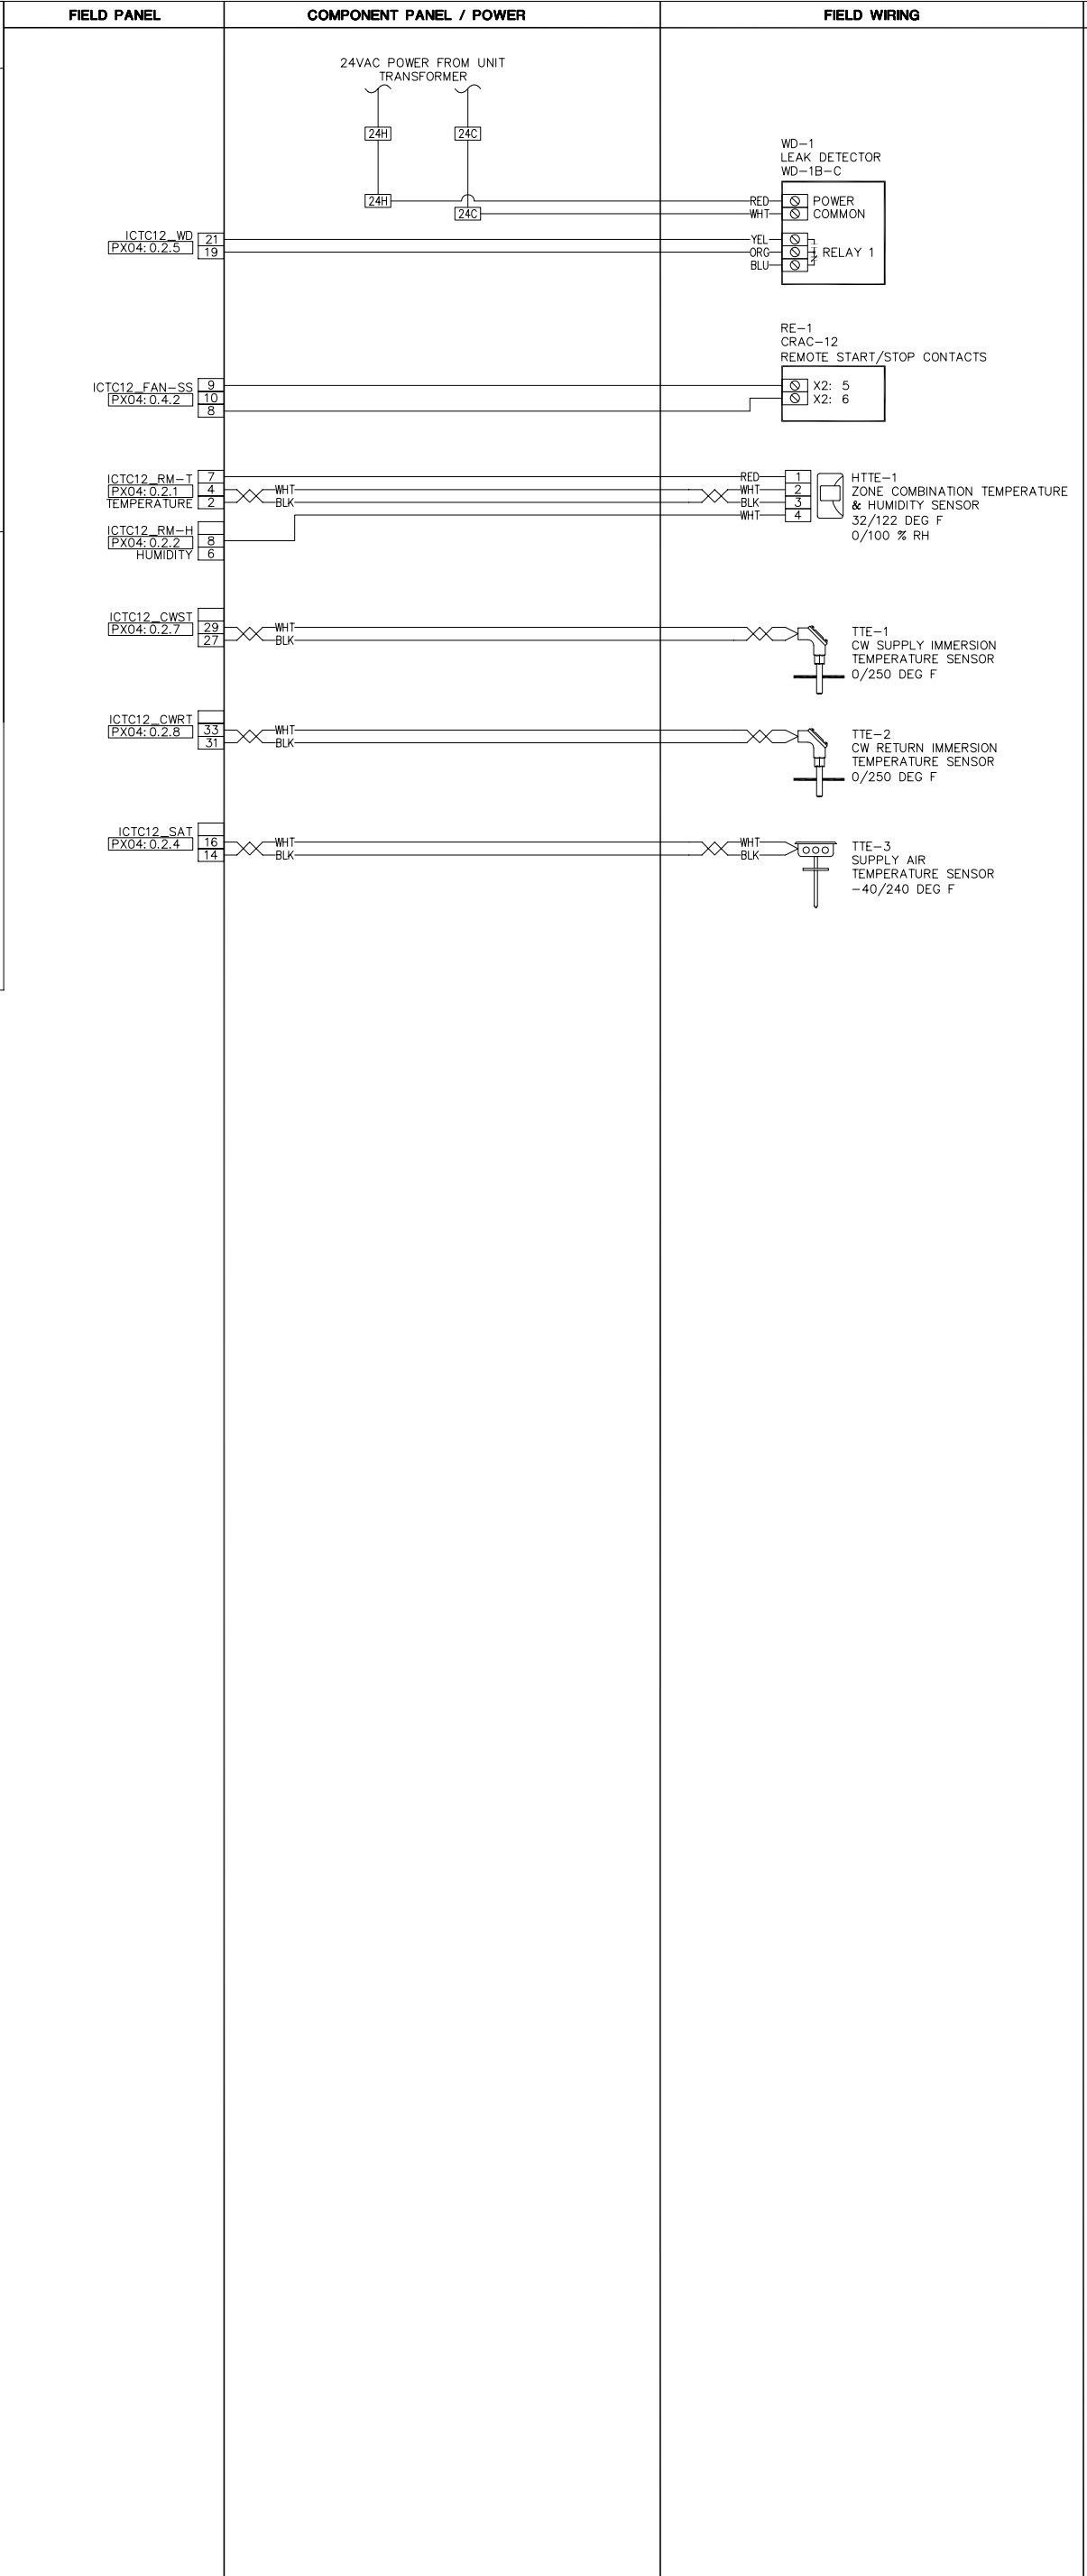 FIELD PANEL
COMPONENT PANEL / POWER
FIELD WIRING
24VAC POWER FROM UNIT
TRANSFORMER
24H
24C
24H
24C
RED
WHT
YEL
ORG
BLU
WD-1
LEAK DETECTOR
WD-1B-C
POWER
COMMON
RELAY 1
ICTC12_WD
PX04: 0.2.5
21
19
RE-1
CRAC-12
REMOTE START/STOP CONTACTS
X2: 5
X2: 6
ICTC12_FAN-SS
PX04: 0.4.2
9
10
8
ICTC12_RM-T
PX04: 0.2.1
TEMPERATURE
7
4
2
WHT
BLK
RED
WHT
BLK
WHT
1
2
3
4
HTTE-1
ZONE COMBINATION TEMPERATURE
& HUMIDITY SENSOR
32/122 DEG F
0/100 % RH
ICTC12_RM-H
PX04: 0.2.2
HUMIDITY
8
6
ICTC12_CWST
PX04: 0.2.7
29
27
WHT
BLK
TTE-1
CW SUPPLY IMMERSION
TEMPERATURE SENSOR
0/250 DEG F
ICTC12_CWRT
PX04: 0.2.8
33
31
WHT
BLK
TTE-2
CW RETURN IMMERSION
TEMPERATURE SENSOR
0/250 DEG F
ICTC12_SAT
PX04: 0.2.4
16
14
WHT
BLK
WHT
BLK
TTE-3
SUPPLY AIR
TEMPERATURE SENSOR
-40/240 DEG F